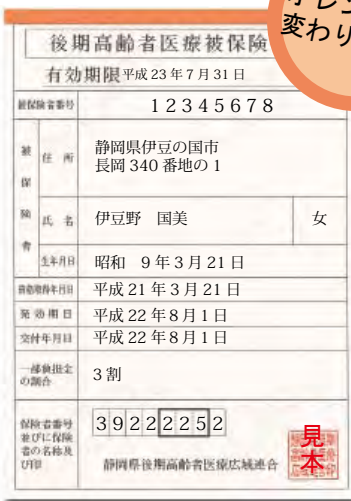 変わり
後期高齢者医療被保険
有効期限平成23年7月31日
被保険者番号 12345678
被保険者
住所 静岡県伊豆の国市
長岡340番地の1
氏名 伊豆野 国美 女
生年月日 昭和 9年3月21日
資格取得年月日 平成21年3月21日
発効期日 平成22年8月1日
交付年月日 平成22年8月1日
一部負担金
の割合 3割
保険者番号
並びに保険
者の名称及
び印
39222252
静岡県後期高齢者医療広域連合
見本